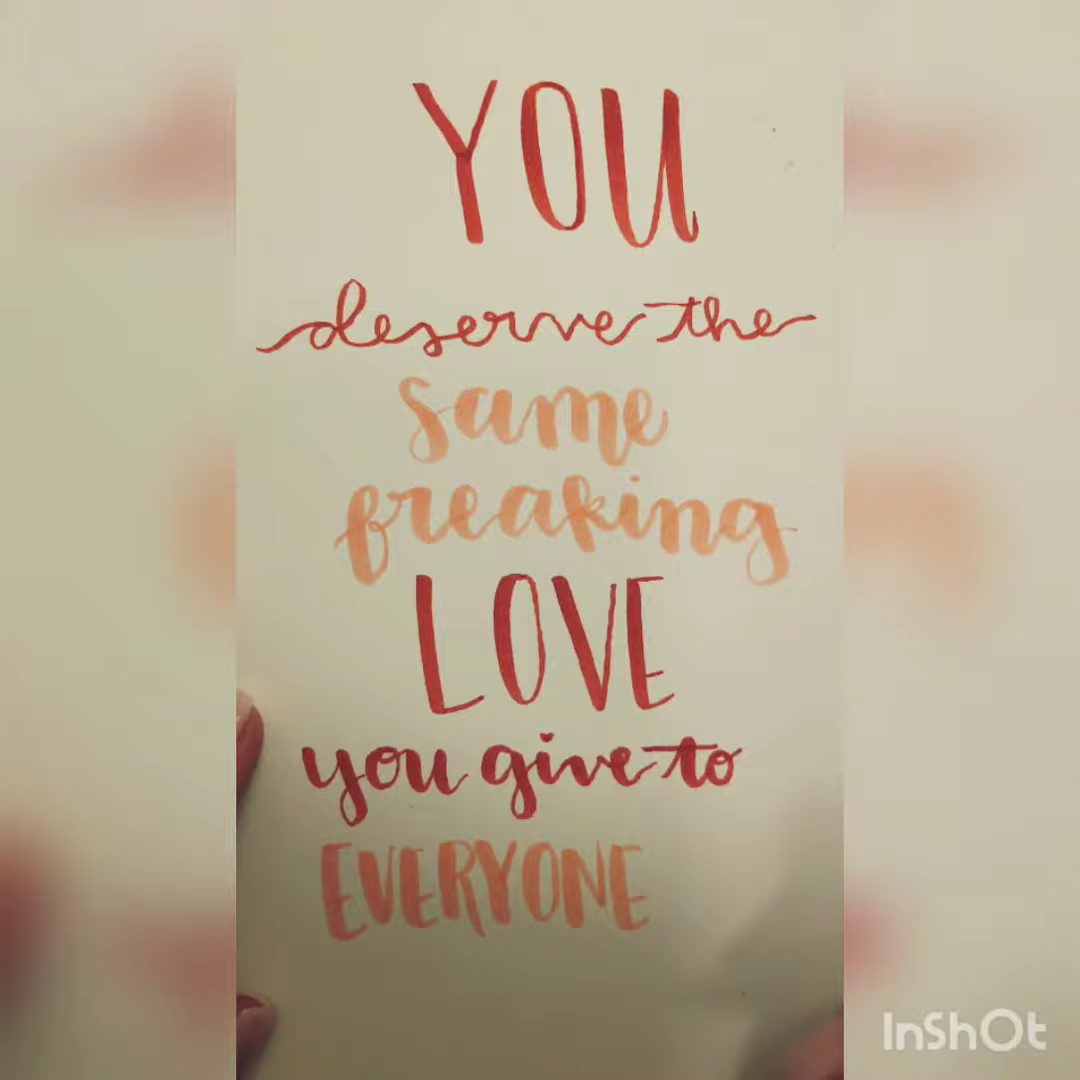 YOU
deserve the
same
freaking
LOVE
you give to
EVERYONE
InShOt